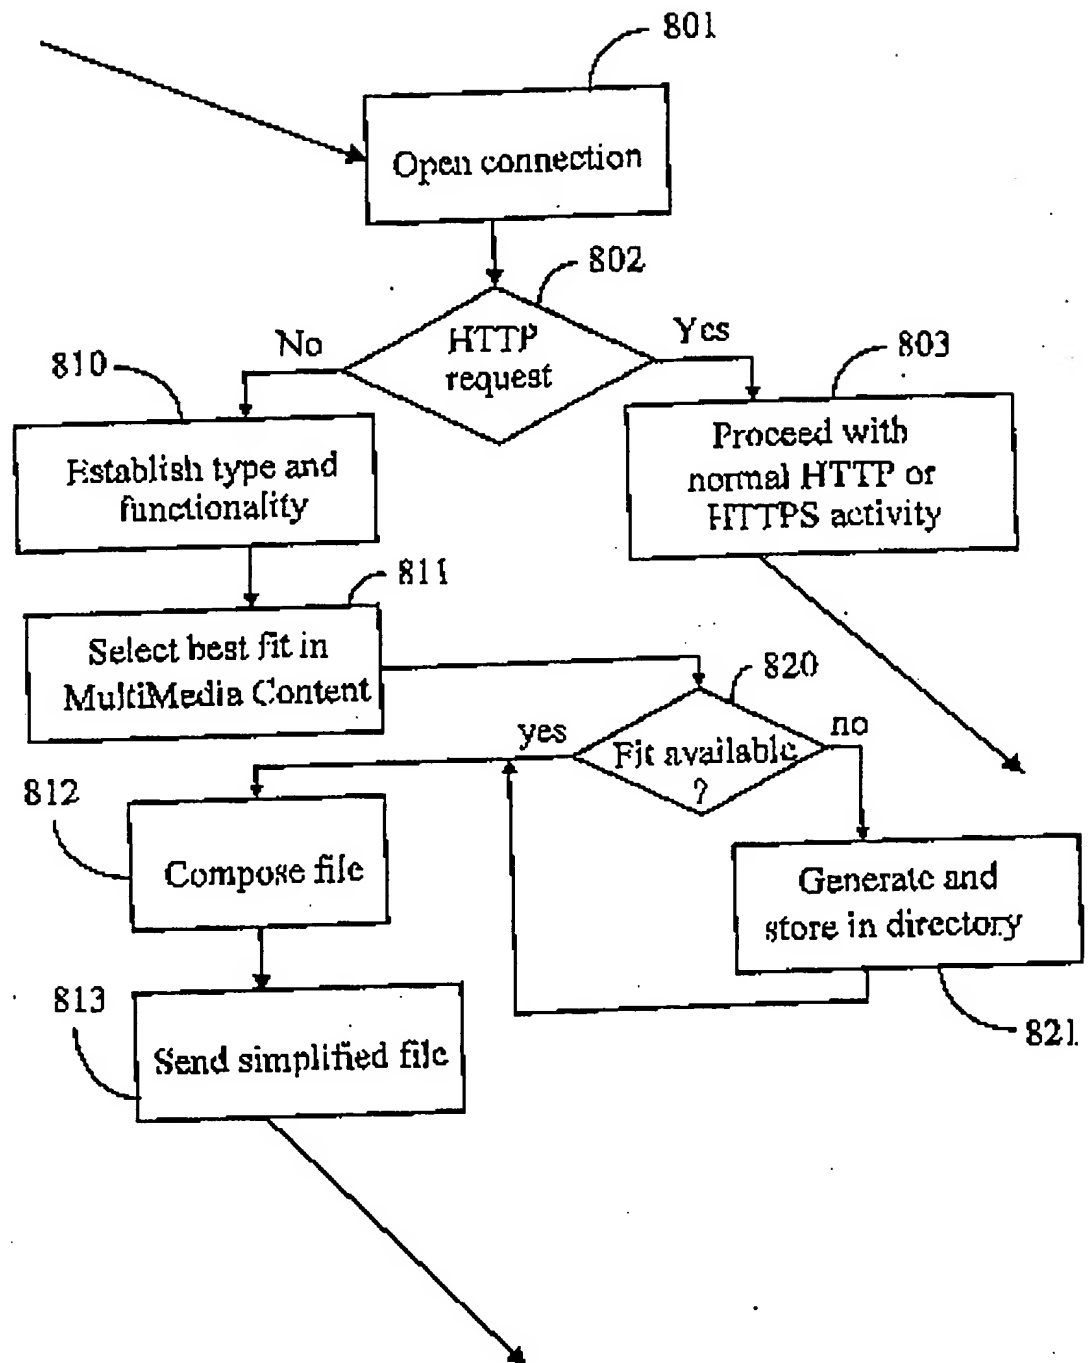 801
Open connection
802
HTTP
request
No
Yes
803
810
Establish type and
functionality
Proceed with
normal HTTP or
HTTPS activity
811
Select best fit in
MultiMedia Content
820
yes
no
Fit available
?
812
Compose file
Generate and
store in directory
813
Send simplified file
821